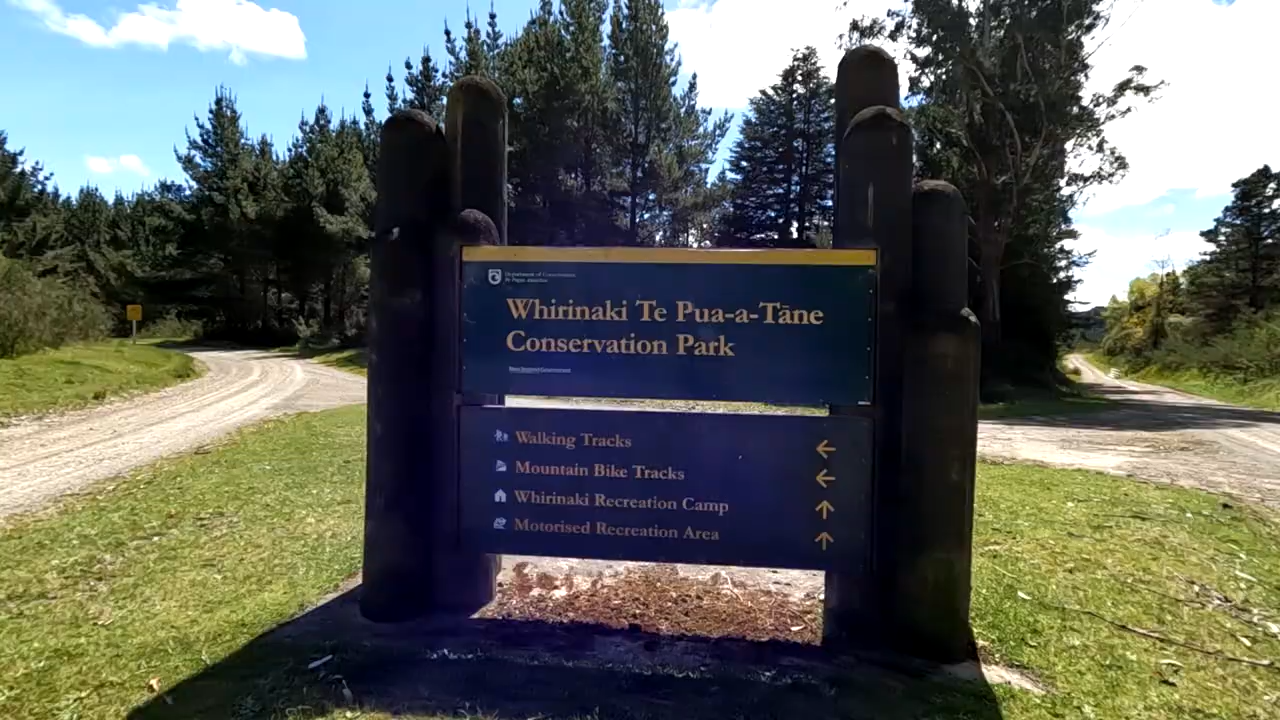 Department of Conservation
Te Papa Atawhai
Whirinaki Te Pua-a-Tāne
Conservation Park
New Zealand Government
Walking Tracks
Mountain Bike Tracks
Whirinaki Recreation Camp
Motorised Recreation Area